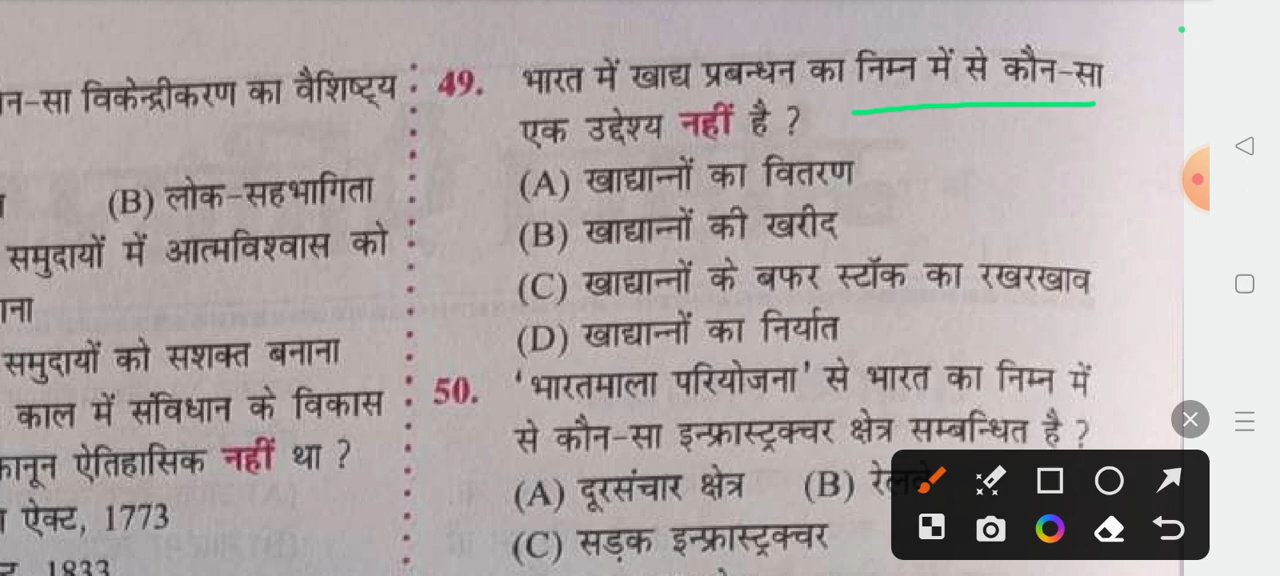 न-सा विकेन्द्रीकरण का वैशिष्ट्य
(B) लोक-सहभागिता
समुदायों में आत्मविश्वास को
समुदायों को सशक्त बनाना
काल में संविधान के विकास
ऐतिहासिक नहीं था ?
ऐक्ट, 1773
1833
49. भारत में खाद्य प्रबन्धन का निम्न में से कौन-सा
एक उद्देश्य नहीं है ?
(A) खाद्यान्नों का वितरण
(B) खाद्यान्नों की खरीद
(C) खाद्यान्नों के बफर स्टॉक का रखरखाव
(D) खाद्यान्नों का निर्यात
50. 'भारतमाला परियोजना' से भारत का निम्न में
से कौन-सा इन्फ्रास्ट्रक्चर क्षेत्र सम्बन्धित है ?
(A) दूरसंचार क्षेत्र (B)
(C) सड़क इन्फ्रास्ट्रक्चर